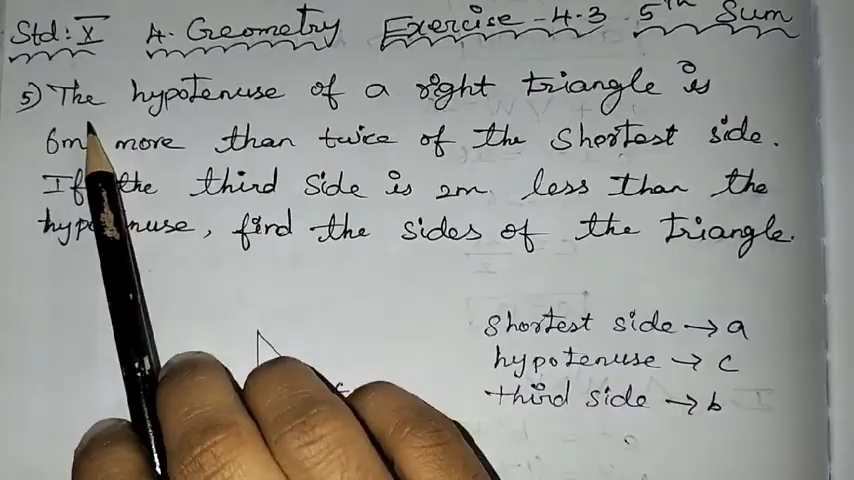 Std: X 4. Geometry Exercise - 4.3 5th Sum
5) The hypotenuse of a right triangle is
6m more than twice of the shortest side.
If the third side is 2m less than the
hypotenuse, find the sides of the triangle.
shortest side → a
hypotenuse → c
third side → b
c